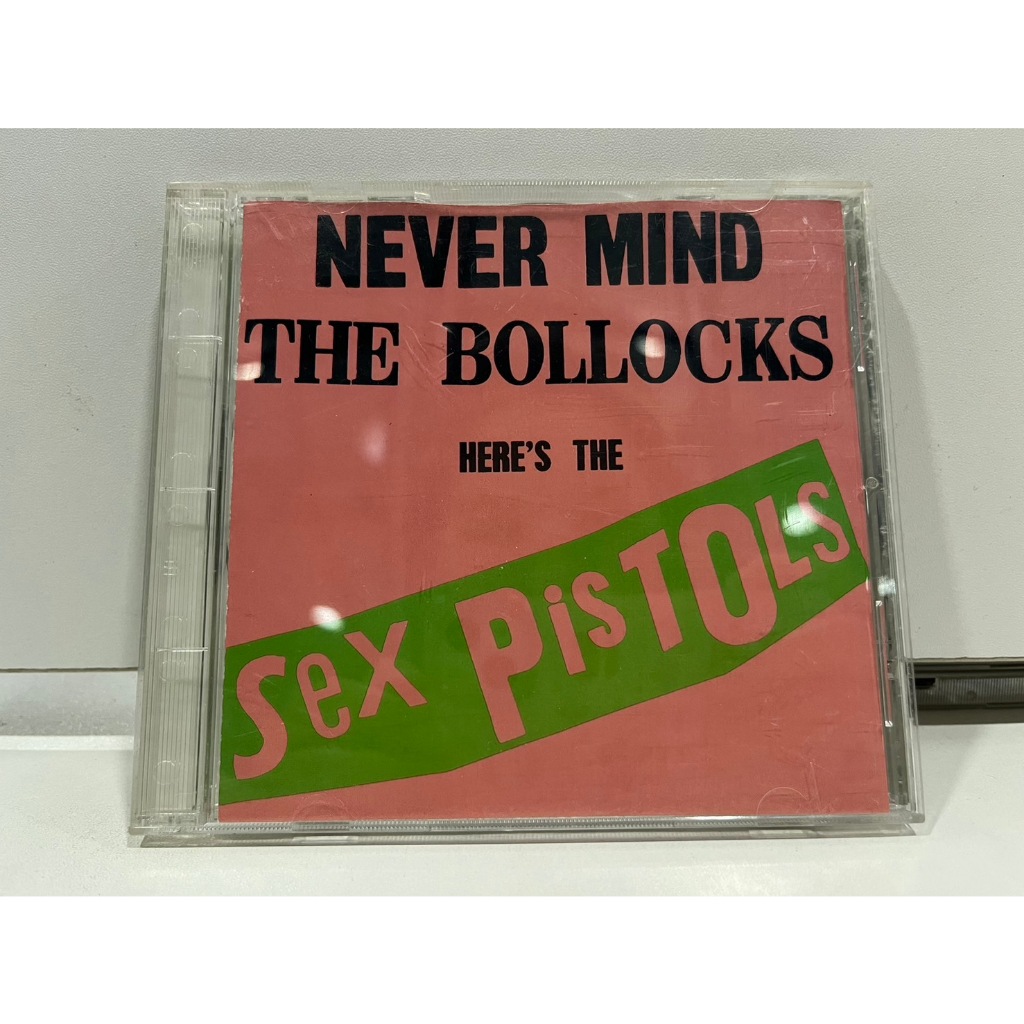 NEVER MIND
THE BOLLOCKS
HERE'S THE
SeX PiSTOLS